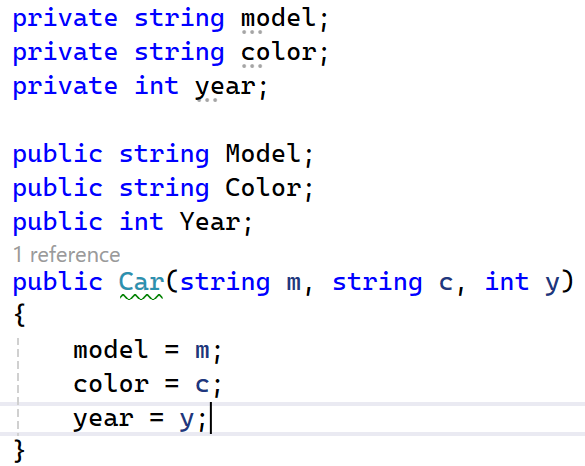 private string model;
private string color;
private int year;
public string Model;
public string Color;
public int Year;
1 reference
public Car(string m, string c, int y)
{
model = m;
color = c;
year = y;
}